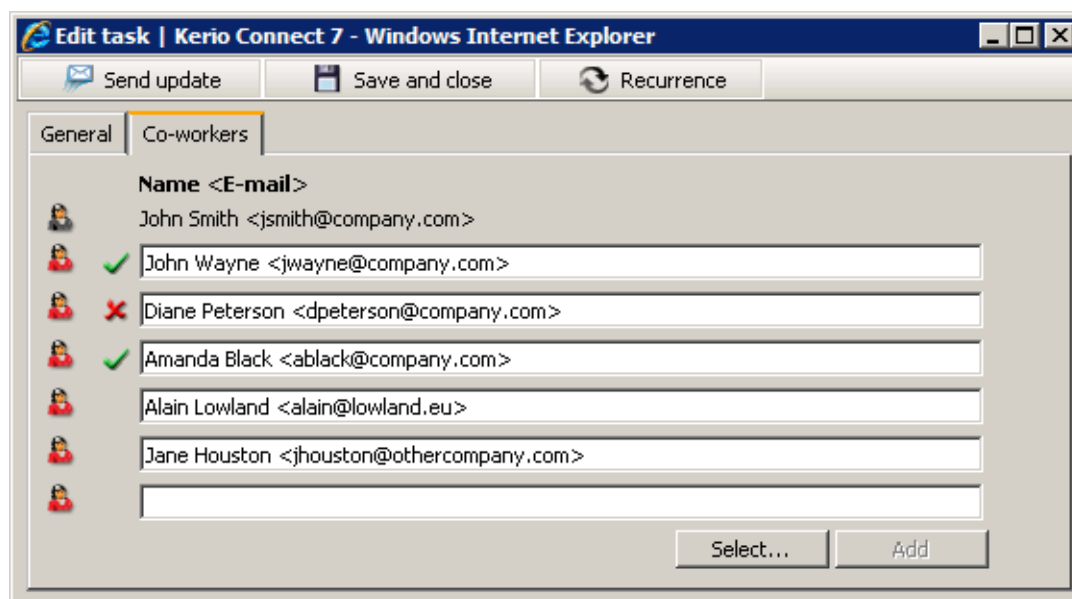 Edit task | Kerio Connect 7 - Windows Internet Explorer
Send update Save and close Recurrence
General Co-workers
Name <E-mail>
John Smith <jsmith@company.com>
John Wayne <jwayne@company.com>
Diane Peterson <dpeterson@company.com>
Amanda Black <ablack@company.com>
Alain Lowland <alain@lowland.eu>
Jane Houston <jhouston@othercompany.com>
Select... Add